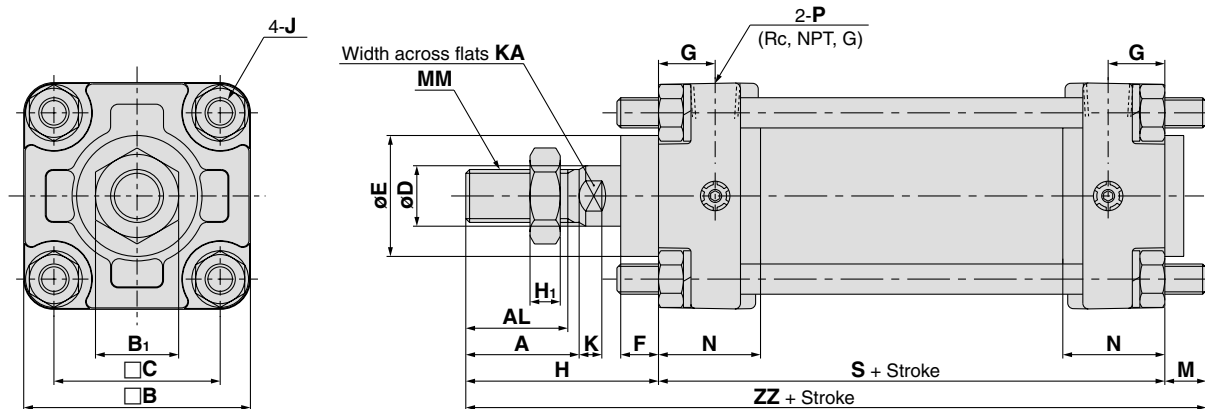 4-J
2-P
(Rc, NPT, G)
Width across flats KA
MM
G
G
øE
øD
H1
AL
A
K
F
N
N
B1
□C
□B
H
S + Stroke
M
ZZ + Stroke